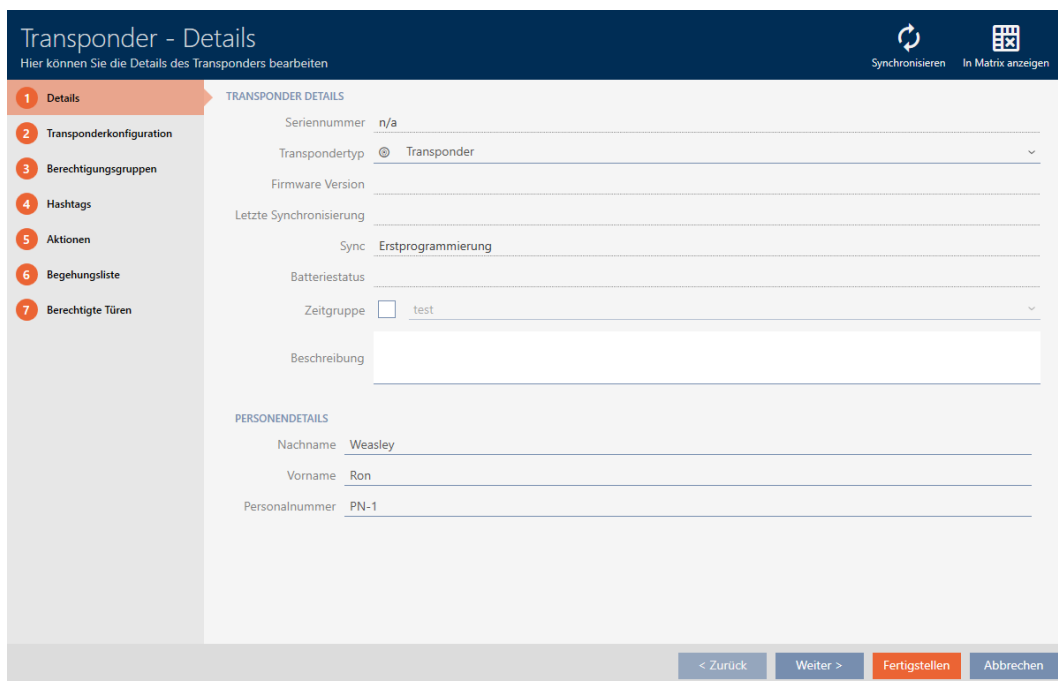 Transponder - Details
Hier können Sie die Details des Transponders bearbeiten
Synchronisieren
In Matrix anzeigen
1 Details
2 Transponderkonfiguration
3 Berechtigungsgruppen
4 Hashtags
5 Aktionen
6 Begehungsliste
7 Berechtigte Türen
TRANSPONDER DETAILS
Seriennummer n/a
Transpondertyp Transponder
Firmware Version
Letzte Synchronisierung
Sync Erstprogrammierung
Batteriestatus
Zeitgruppe test
Beschreibung
PERSONENDETAILS
Nachname Weasley
Vorname Ron
Personalnummer PN-1
< Zurück
Weiter >
Fertigstellen
Abbrechen